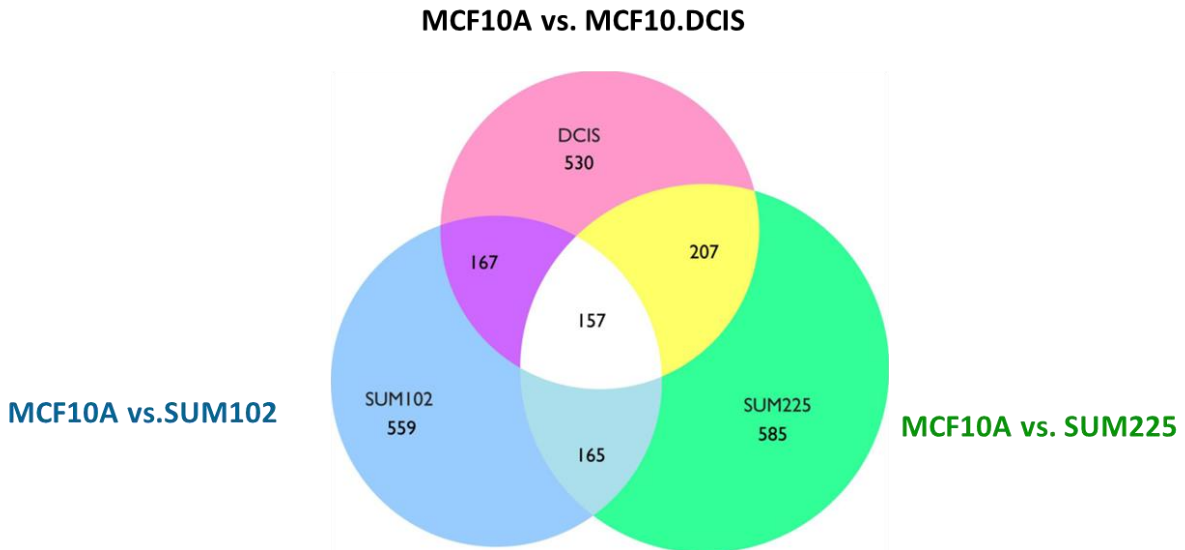 MCF10A vs. MCF10.DCIS
DCIS
530
167
207
157
SUM102
559
MCF10A vs.SUM102
SUM225
585
MCF10A vs. SUM225
165